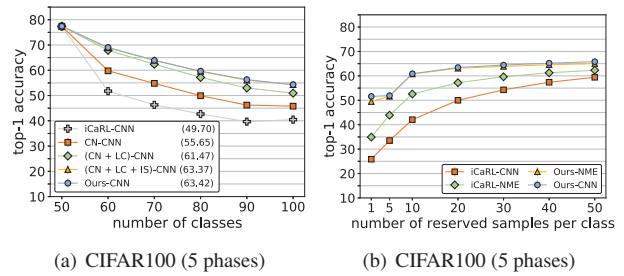 80
70
60
50
40
30
20
10
top-1 accuracy
iCaRL-CNN (49.70)
CN-CNN (55.65)
(CN + LC)-CNN (61.47)
(CN + LC + IS)-CNN (63.37)
Ours-CNN (63.42)
50 60 70 80 90 100
number of classes
(a) CIFAR100 (5 phases)
80
70
60
50
40
30
20
10
top-1 accuracy
iCaRL-CNN Ours-NME
iCaRL-NME Ours-CNN
1 5 10 20 30 40 50
number of reserved samples per class
(b) CIFAR100 (5 phases)